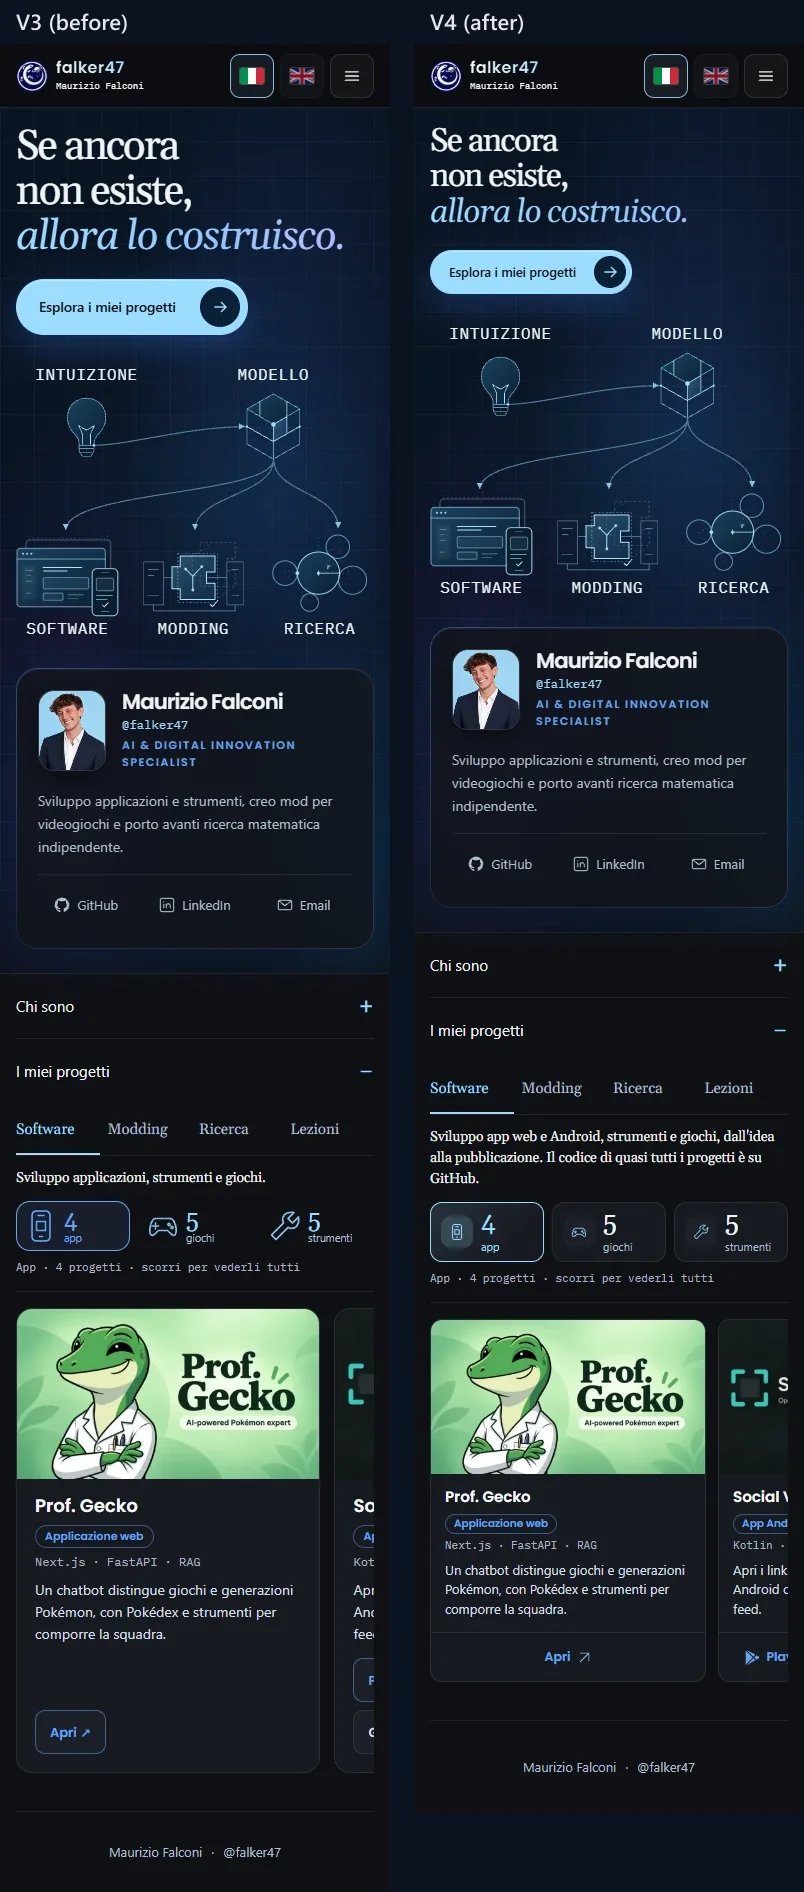 V3 (before)
falker47
Maurizio Falconi
Se ancora
non esiste,
allora lo costruisco.
Esplora i miei progetti
INTUIZIONE
MODELLO
SOFTWARE
MODDING
RICERCA
Maurizio Falconi
@falker47
AI & DIGITAL INNOVATION
SPECIALIST
Sviluppo applicazioni e strumenti, creo mod per
videogiochi e porto avanti ricerca matematica
indipendente.
GitHub
LinkedIn
Email
Chi sono
I miei progetti
Software
Modding
Ricerca
Lezioni
Sviluppo applicazioni, strumenti e giochi.
4
app
5
giochi
5
strumenti
App · 4 progetti · scorri per vederli tutti
Prof.
Gecko
AI-powered Pokémon expert
Prof. Gecko
Applicazione web
Next.js · FastAPI · RAG
Un chatbot distingue giochi e generazioni
Pokémon, con Pokédex e strumenti per
comporre la squadra.
Apri ↗
So
Maurizio Falconi · @falker47
V4 (after)
falker47
Maurizio Falconi
Se ancora
non esiste,
allora lo costruisco.
Esplora i miei progetti
INTUIZIONE
MODELLO
SOFTWARE
MODDING
RICERCA
Maurizio Falconi
@falker47
AI & DIGITAL INNOVATION
SPECIALIST
Sviluppo applicazioni e strumenti, creo mod per
videogiochi e porto avanti ricerca matematica
indipendente.
GitHub
LinkedIn
Email
Chi sono
I miei progetti
Software
Modding
Ricerca
Lezioni
Sviluppo app web e Android, strumenti e giochi, dall'idea
alla pubblicazione. Il codice di quasi tutti i progetti è su
GitHub.
4
app
5
giochi
5
strumenti
App · 4 progetti · scorri per vederli tutti
Prof.
Gecko
AI-powered Pokémon expert
Prof. Gecko
Applicazione web
Next.js · FastAPI · RAG
Un chatbot distingue giochi e generazioni
Pokémon, con Pokédex e strumenti per
comporre la squadra.
Apri
Social
App And
Kotlin ·
Apri i link
Android
feed.
Play
Maurizio Falconi · @falker47